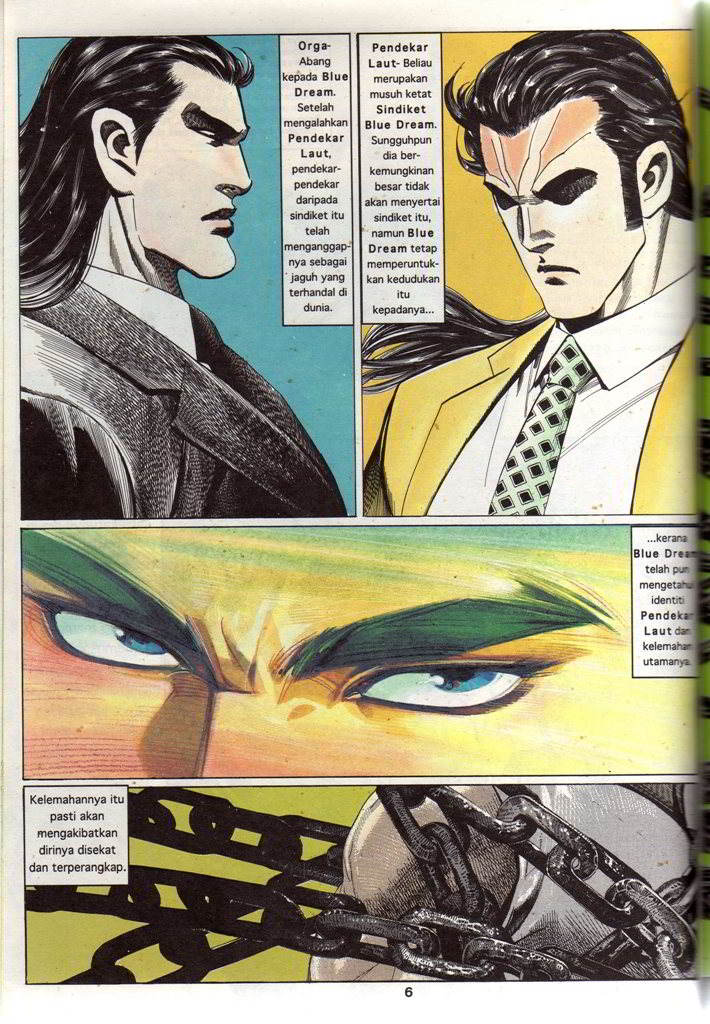 Orga-
Abang
kepada Blue
Dream.
Setelah
mengalahkan
Pendekar
Laut,
pendekar-
pendekar
daripada
sindiket itu
telah
menganggap-
nya sebagai
jaguh yang
terhandal di
dunia.
Pendekar
Laut- Beliau
merupakan
musuh ketat
Sindiket
Blue Dream.
Sungguhpun
dia ber-
kemungkinan
besar tidak
akan menyertai
sindiket itu,
namun Blue
Dream tetap
memperuntuk-
kan kedudukan
itu
kepadanya...
...kerana
Blue Dream
telah pun
mengetahui
identiti
Pendekar
Laut dan
kelemahan
utamanya.
Kelemahannya itu
pasti akan
mengakibatkan
dirinya disekat
dan terperangkap.
6